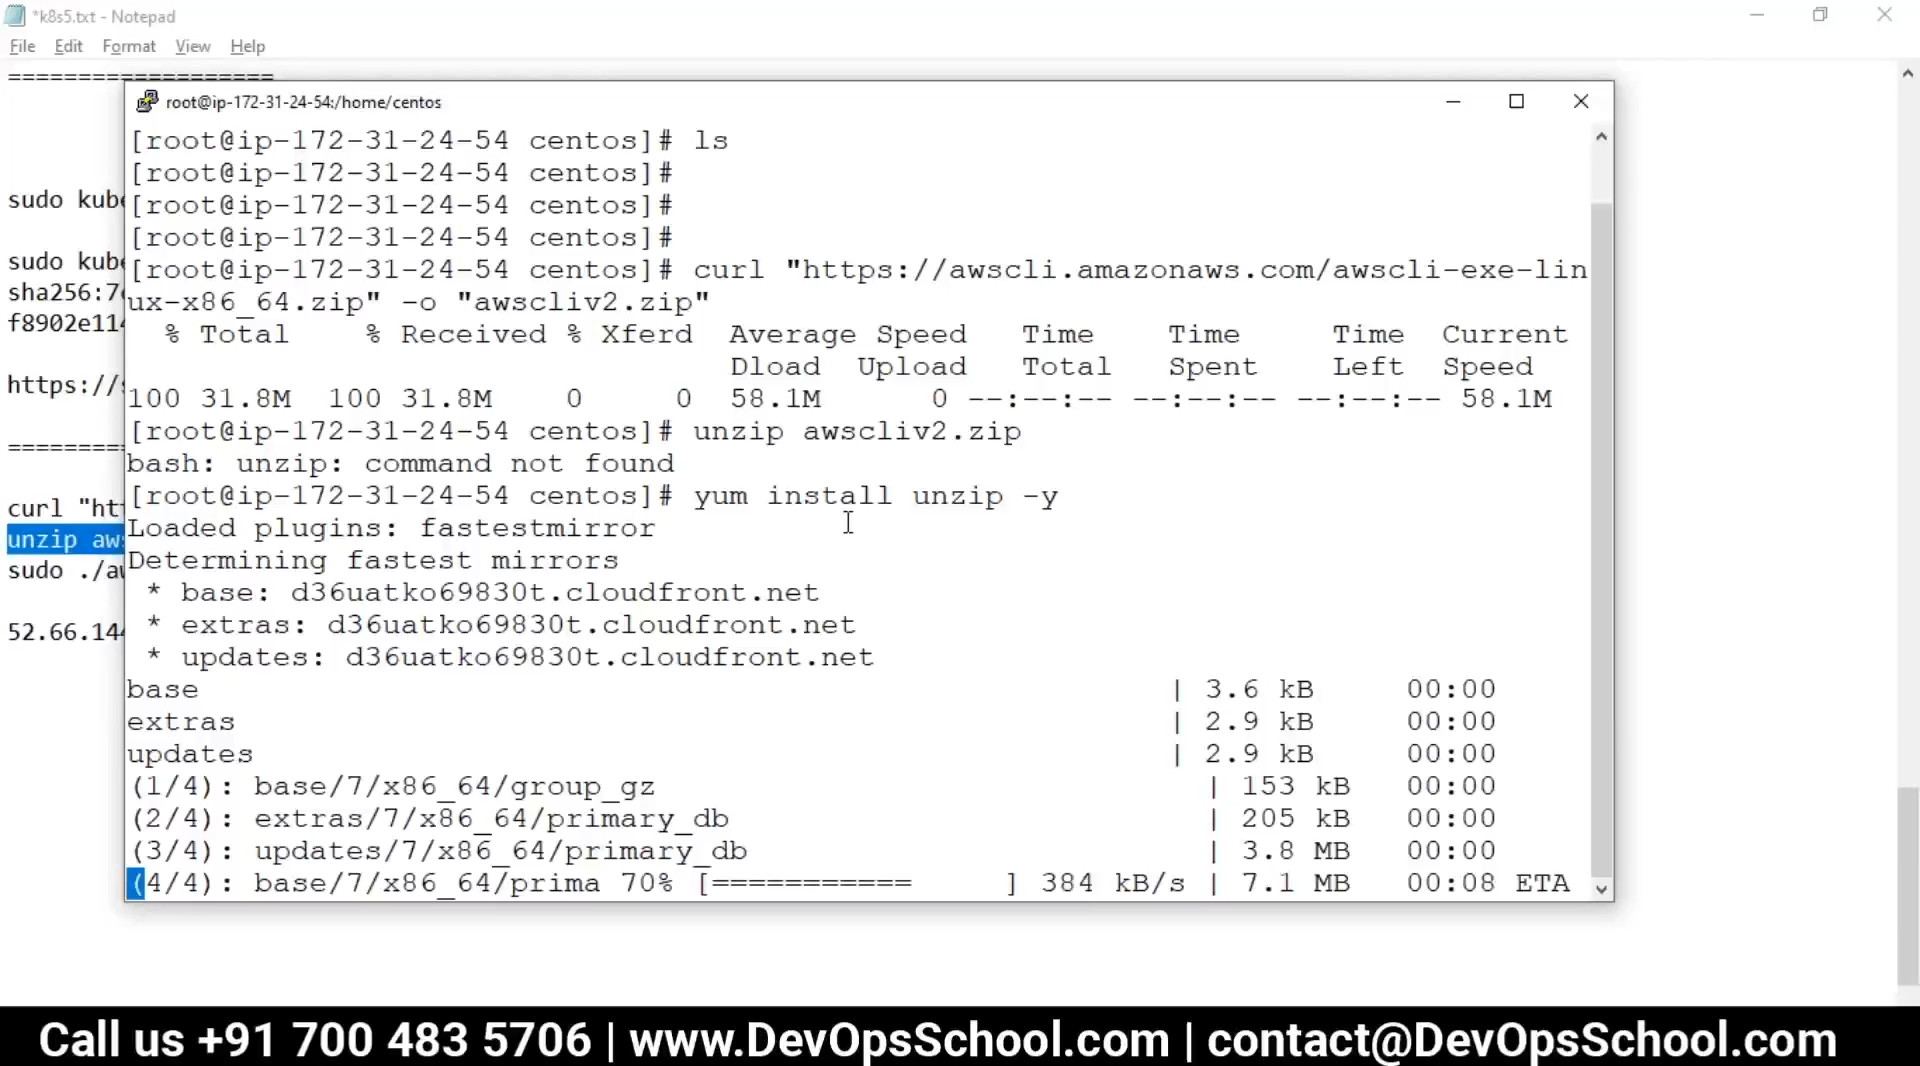 *k8s5.txt - Notepad
File Edit Format View Help
===================
sudo kube
sudo kube
sha256:7
f8902e114
https://s
curl "htt
unzip aws
sudo ./aw
52.66.144
root@ip-172-31-24-54:/home/centos
[root@ip-172-31-24-54 centos]# ls
[root@ip-172-31-24-54 centos]#
[root@ip-172-31-24-54 centos]#
[root@ip-172-31-24-54 centos]#
[root@ip-172-31-24-54 centos]# curl "https://awscli.amazonaws.com/awscli-exe-lin
ux-x86_64.zip" -o "awscliv2.zip"
% Total % Received % Xferd Average Speed Time Time Time Current
Dload Upload Total Spent Left Speed
100 31.8M 100 31.8M 0 0 58.1M 0 --:--:-- --:--:-- --:--:-- 58.1M
[root@ip-172-31-24-54 centos]# unzip awscliv2.zip
bash: unzip: command not found
[root@ip-172-31-24-54 centos]# yum install unzip -y
Loaded plugins: fastestmirror
Determining fastest mirrors
* base: d36uatko69830t.cloudfront.net
* extras: d36uatko69830t.cloudfront.net
* updates: d36uatko69830t.cloudfront.net
base | 3.6 kB 00:00
extras | 2.9 kB 00:00
updates | 2.9 kB 00:00
(1/4): base/7/x86_64/group_gz | 153 kB 00:00
(2/4): extras/7/x86_64/primary_db | 205 kB 00:00
(3/4): updates/7/x86_64/primary_db | 3.8 MB 00:00
(4/4): base/7/x86_64/prima 70% [=========== ] 384 kB/s | 7.1 MB 00:08 ETA
Call us +91 700 483 5706 | www.DevOpsSchool.com | contact@DevOpsSchool.com